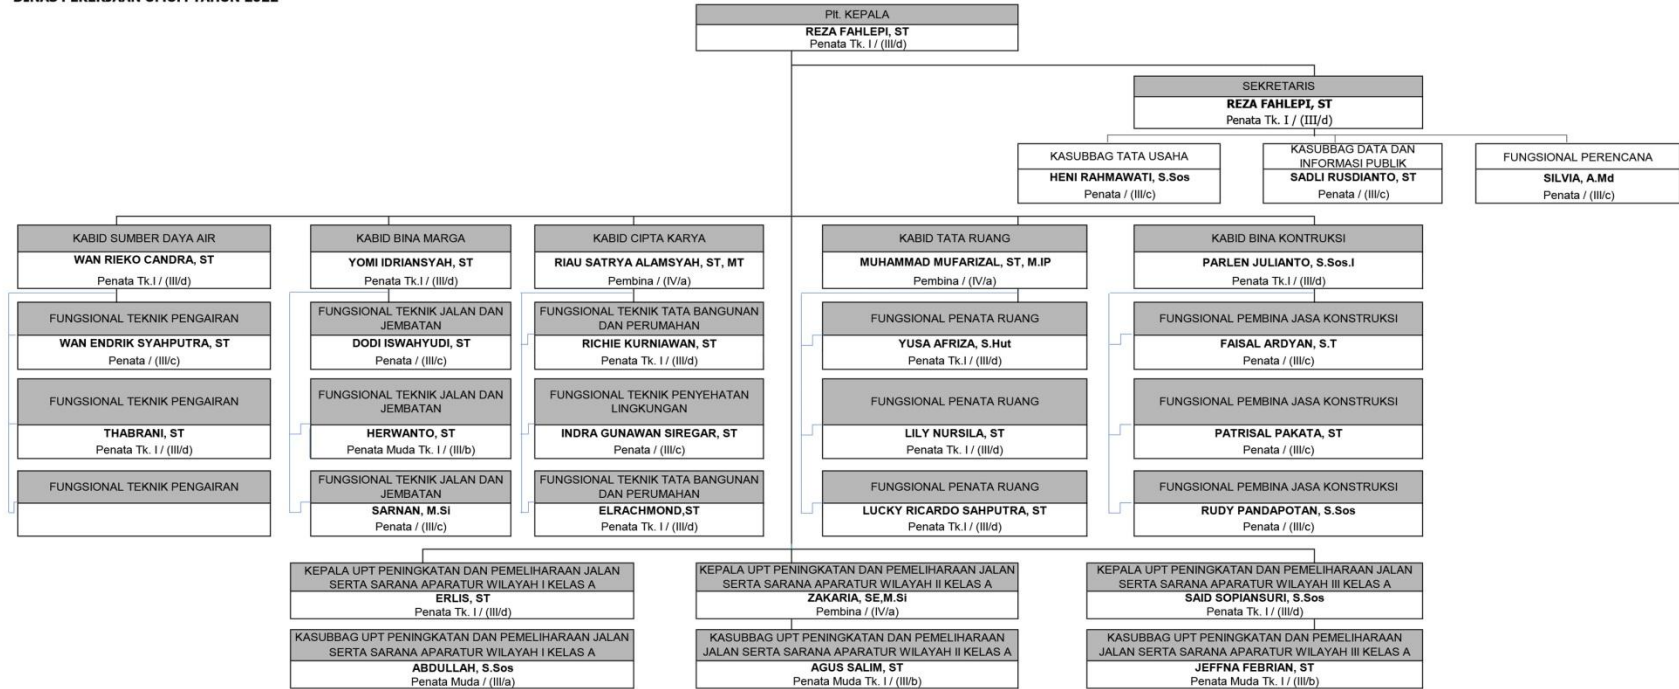 Plt. KEPALA
REZA FAHLEPI, ST
Penata Tk. I / (III/d)
SEKRETARIS
REZA FAHLEPI, ST
Penata Tk. I / (III/d)
KASUBBAG TATA USAHA
HENI RAHMAWATI, S.Sos
Penata / (III/c)
KASUBBAG DATA DAN
INFORMASI PUBLIK
SADLI RUSDIANTO, ST
Penata / (III/c)
FUNGSIONAL PERENCANA
SILVIA, A.Md
Penata / (III/c)
KABID SUMBER DAYA AIR
WAN RIEKO CANDRA, ST
Penata Tk.I / (III/d)
FUNGSIONAL TEKNIK PENGAIRAN
WAN ENDRIK SYAHPUTRA, ST
Penata / (III/c)
FUNGSIONAL TEKNIK PENGAIRAN
THABRANI, ST
Penata Tk. I / (III/d)
FUNGSIONAL TEKNIK PENGAIRAN
KABID BINA MARGA
YOMI IDRIANSYAH, ST
Penata Tk.I / (III/d)
FUNGSIONAL TEKNIK JALAN DAN
JEMBATAN
DODI ISWAHYUDI, ST
Penata / (III/c)
FUNGSIONAL TEKNIK JALAN DAN
JEMBATAN
HERWANTO, ST
Penata Muda Tk. I / (III/b)
FUNGSIONAL TEKNIK JALAN DAN
JEMBATAN
SARNAN, M.Si
Penata / (III/c)
KABID CIPTA KARYA
RIAU SATRYA ALAMSYAH, ST, MT
Pembina / (IV/a)
FUNGSIONAL TEKNIK TATA BANGUNAN
DAN PERUMAHAN
RICHIE KURNIAWAN, ST
Penata Tk. I / (III/d)
FUNGSIONAL TEKNIK PENYEHATAN
LINGKUNGAN
INDRA GUNAWAN SIREGAR, ST
Penata / (III/c)
FUNGSIONAL TEKNIK TATA BANGUNAN
DAN PERUMAHAN
ELRACHMOND,ST
Penata Tk. I / (III/d)
KABID TATA RUANG
MUHAMMAD MUFARIZAL, ST, M.IP
Pembina / (IV/a)
FUNGSIONAL PENATA RUANG
YUSA AFRIZA, S.Hut
Penata Tk.I / (III/d)
FUNGSIONAL PENATA RUANG
LILY NURSILA, ST
Penata Tk. I / (III/d)
FUNGSIONAL PENATA RUANG
LUCKY RICARDO SAHPUTRA, ST
Penata Tk.I / (III/d)
KABID BINA KONTRUKSI
PARLEN JULIANTO, S.Sos.I
Penata Tk.I / (III/d)
FUNGSIONAL PEMBINA JASA KONSTRUKSI
FAISAL ARDYAN, S.T
Penata / (III/c)
FUNGSIONAL PEMBINA JASA KONSTRUKSI
PATRISAL PAKATA, ST
Penata / (III/c)
FUNGSIONAL PEMBINA JASA KONSTRUKSI
RUDY PANDAPOTAN, S.Sos
Penata / (III/c)
KEPALA UPT PENINGKATAN DAN PEMELIHARAAN JALAN
SERTA SARANA APARATUR WILAYAH I KELAS A
ERLIS, ST
Penata Tk. I / (III/d)
KASUBBAG UPT PENINGKATAN DAN PEMELIHARAAN JALAN
SERTA SARANA APARATUR WILAYAH I KELAS A
ABDULLAH, S.Sos
Penata Muda / (III/a)
KEPALA UPT PENINGKATAN DAN PEMELIHARAAN JALAN
SERTA SARANA APARATUR WILAYAH II KELAS A
ZAKARIA, SE,M.Si
Pembina / (IV/a)
KASUBBAG UPT PENINGKATAN DAN PEMELIHARAAN
JALAN SERTA SARANA APARATUR WILAYAH II KELAS A
AGUS SALIM, ST
Penata Muda Tk. I / (III/b)
KEPALA UPT PENINGKATAN DAN PEMELIHARAAN JALAN
SERTA SARANA APARATUR WILAYAH III KELAS A
SAID SOPIANSURI, S.Sos
Penata Tk. I / (III/d)
KASUBBAG UPT PENINGKATAN DAN PEMELIHARAAN
JALAN SERTA SARANA APARATUR WILAYAH III KELAS A
JEFFNA FEBRIAN, ST
Penata Muda Tk. I / (III/b)